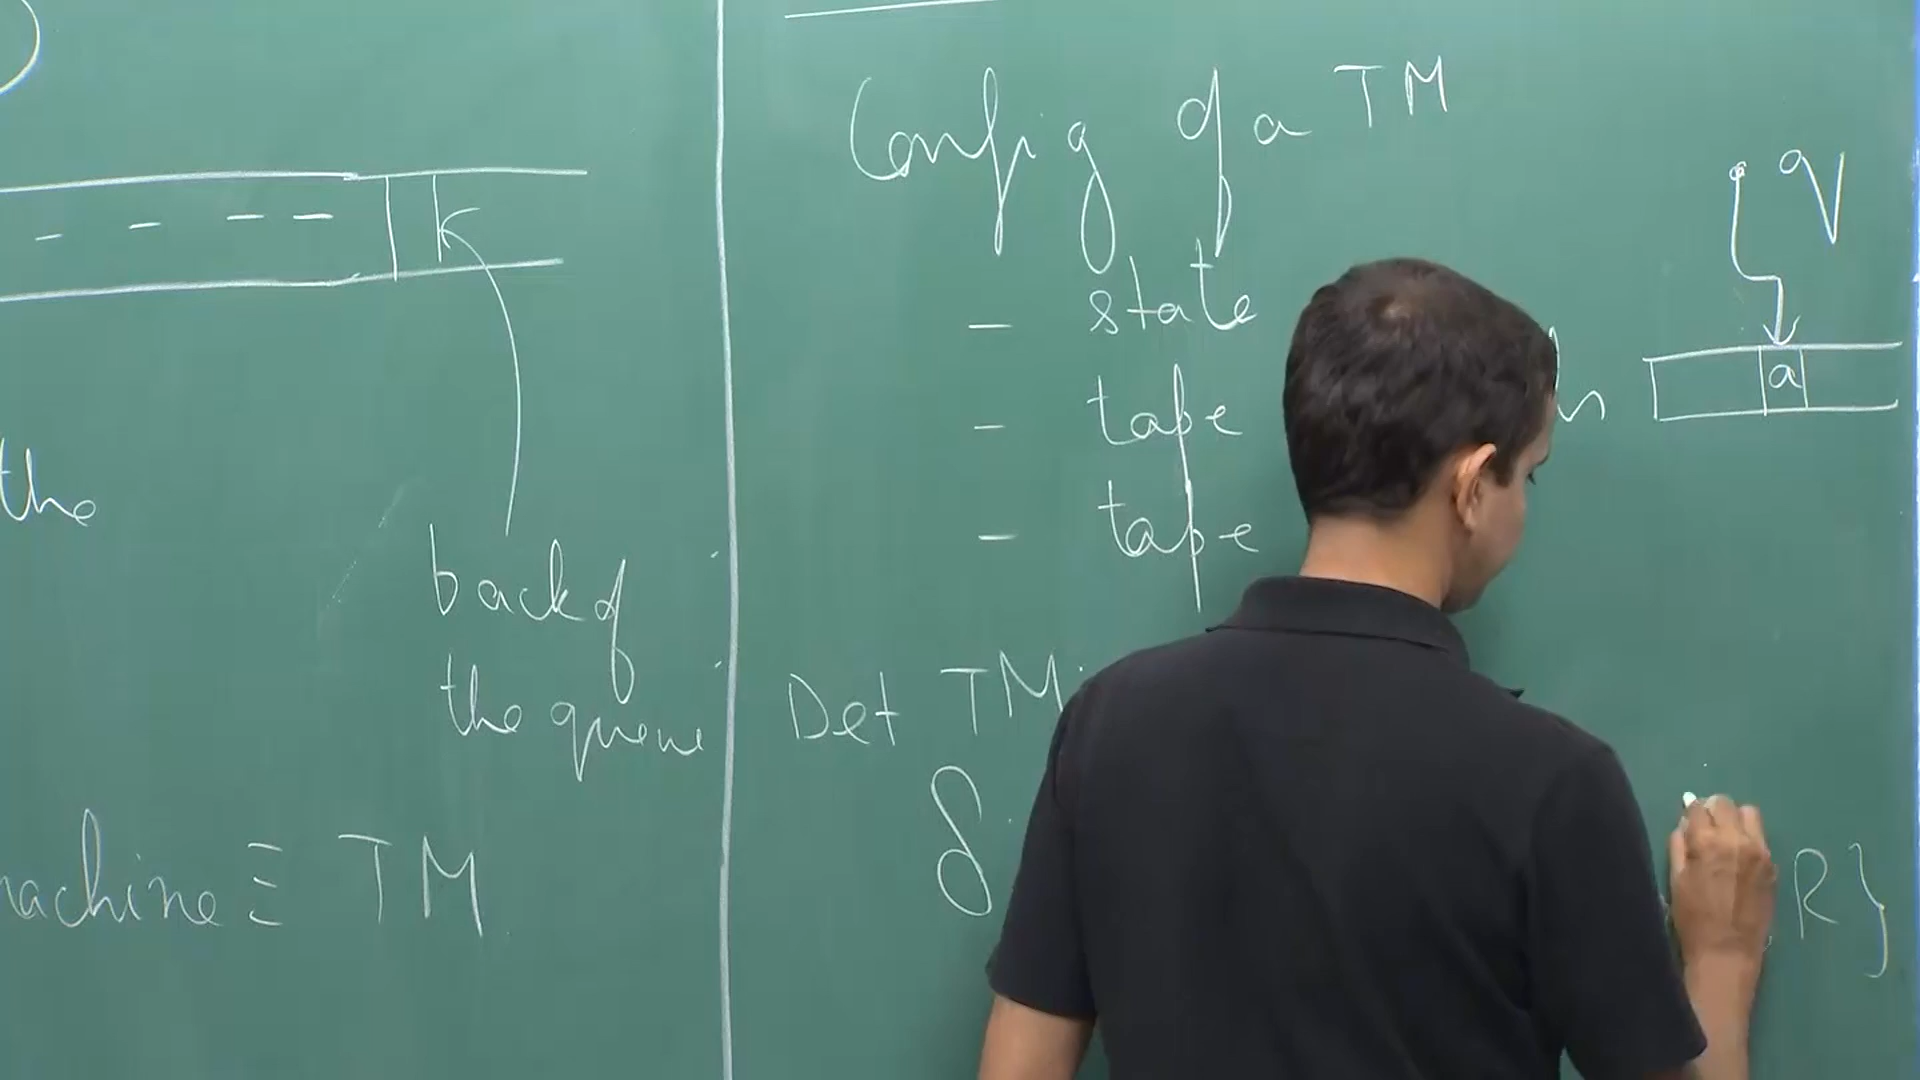 the
back of
the queue
machine ≡ TM
Config of a TM
- state
- tape
- tape
q
a
Det TM
δ
, R}